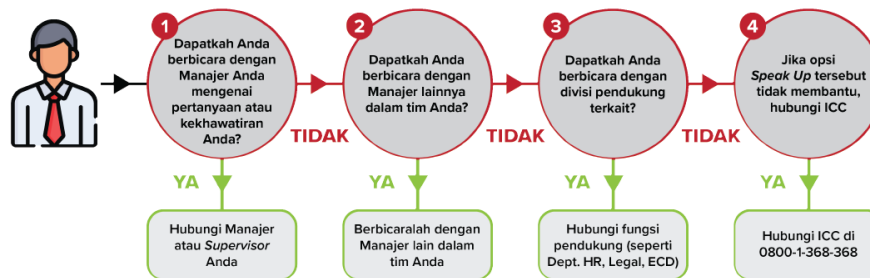 1
Dapatkah Anda
berbicara dengan
Manajer Anda
mengenai
pertanyaan atau
kekhawatiran
Anda?
TIDAK
YA
Hubungi Manajer
atau Supervisor
Anda
2
Dapatkah Anda
berbicara dengan
Manajer lainnya
dalam tim Anda?
TIDAK
YA
Berbicaralah dengan
Manajer lain dalam
tim Anda
3
Dapatkah Anda
berbicara dengan
divisi pendukung
terkait?
TIDAK
YA
Hubungi fungsi
pendukung (seperti
Dept. HR, Legal, ECD)
4
Jika opsi
Speak Up tersebut
tidak membantu,
hubungi ICC
YA
Hubungi ICC di
0800-1-368-368